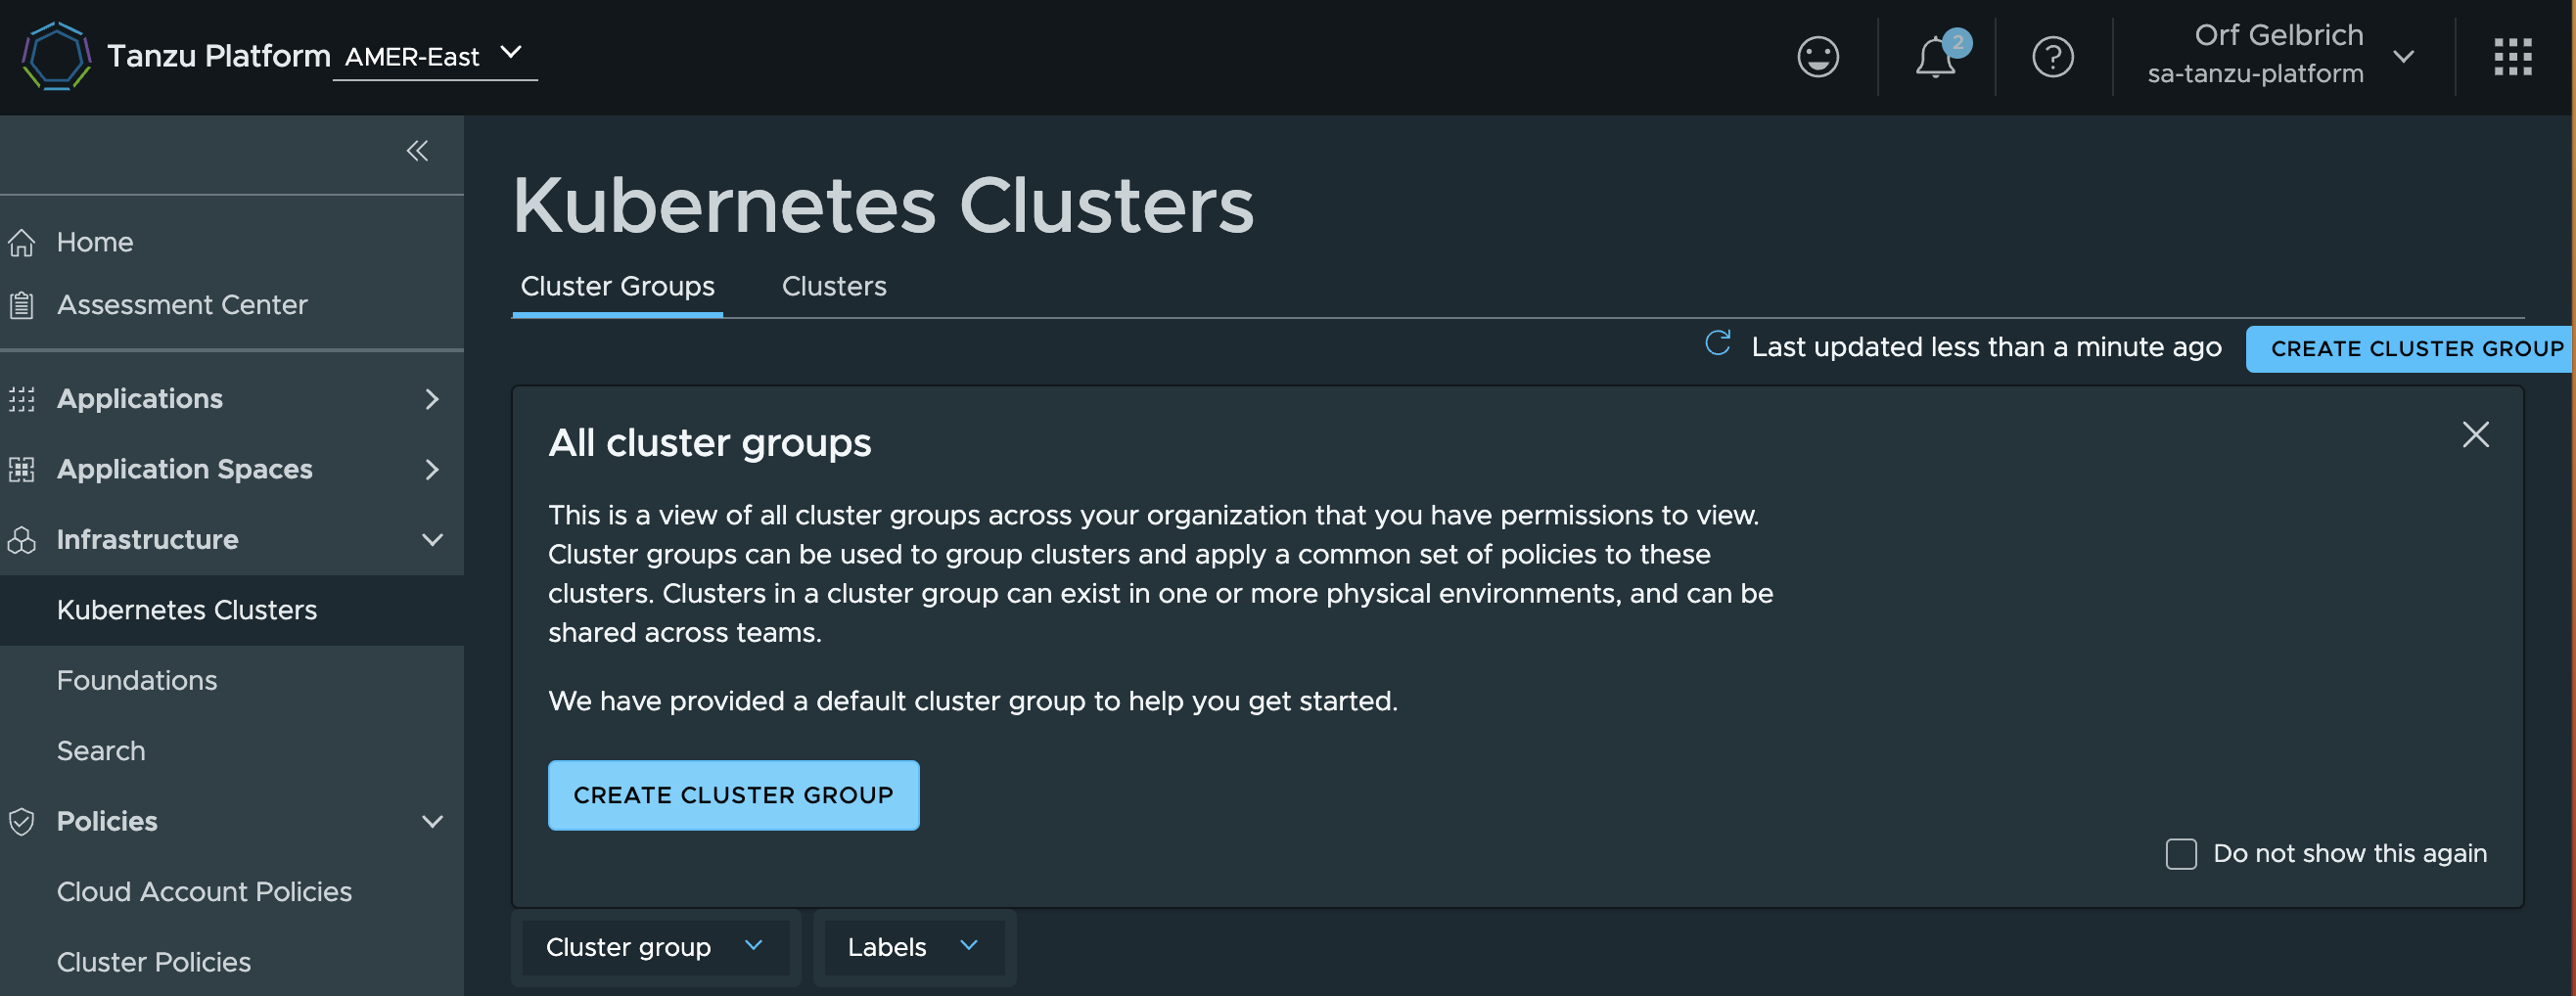 Tanzu Platform AMER-East
2
?
Orf Gelbrich
sa-tanzu-platform
Home
Assessment Center
Applications
Application Spaces
Infrastructure
Kubernetes Clusters
Foundations
Search
Policies
Cloud Account Policies
Cluster Policies
Kubernetes Clusters
Cluster Groups Clusters
Last updated less than a minute ago CREATE CLUSTER GROUP
All cluster groups
This is a view of all cluster groups across your organization that you have permissions to view.
Cluster groups can be used to group clusters and apply a common set of policies to these
clusters. Clusters in a cluster group can exist in one or more physical environments, and can be
shared across teams.
We have provided a default cluster group to help you get started.
CREATE CLUSTER GROUP
Do not show this again
Cluster group Labels